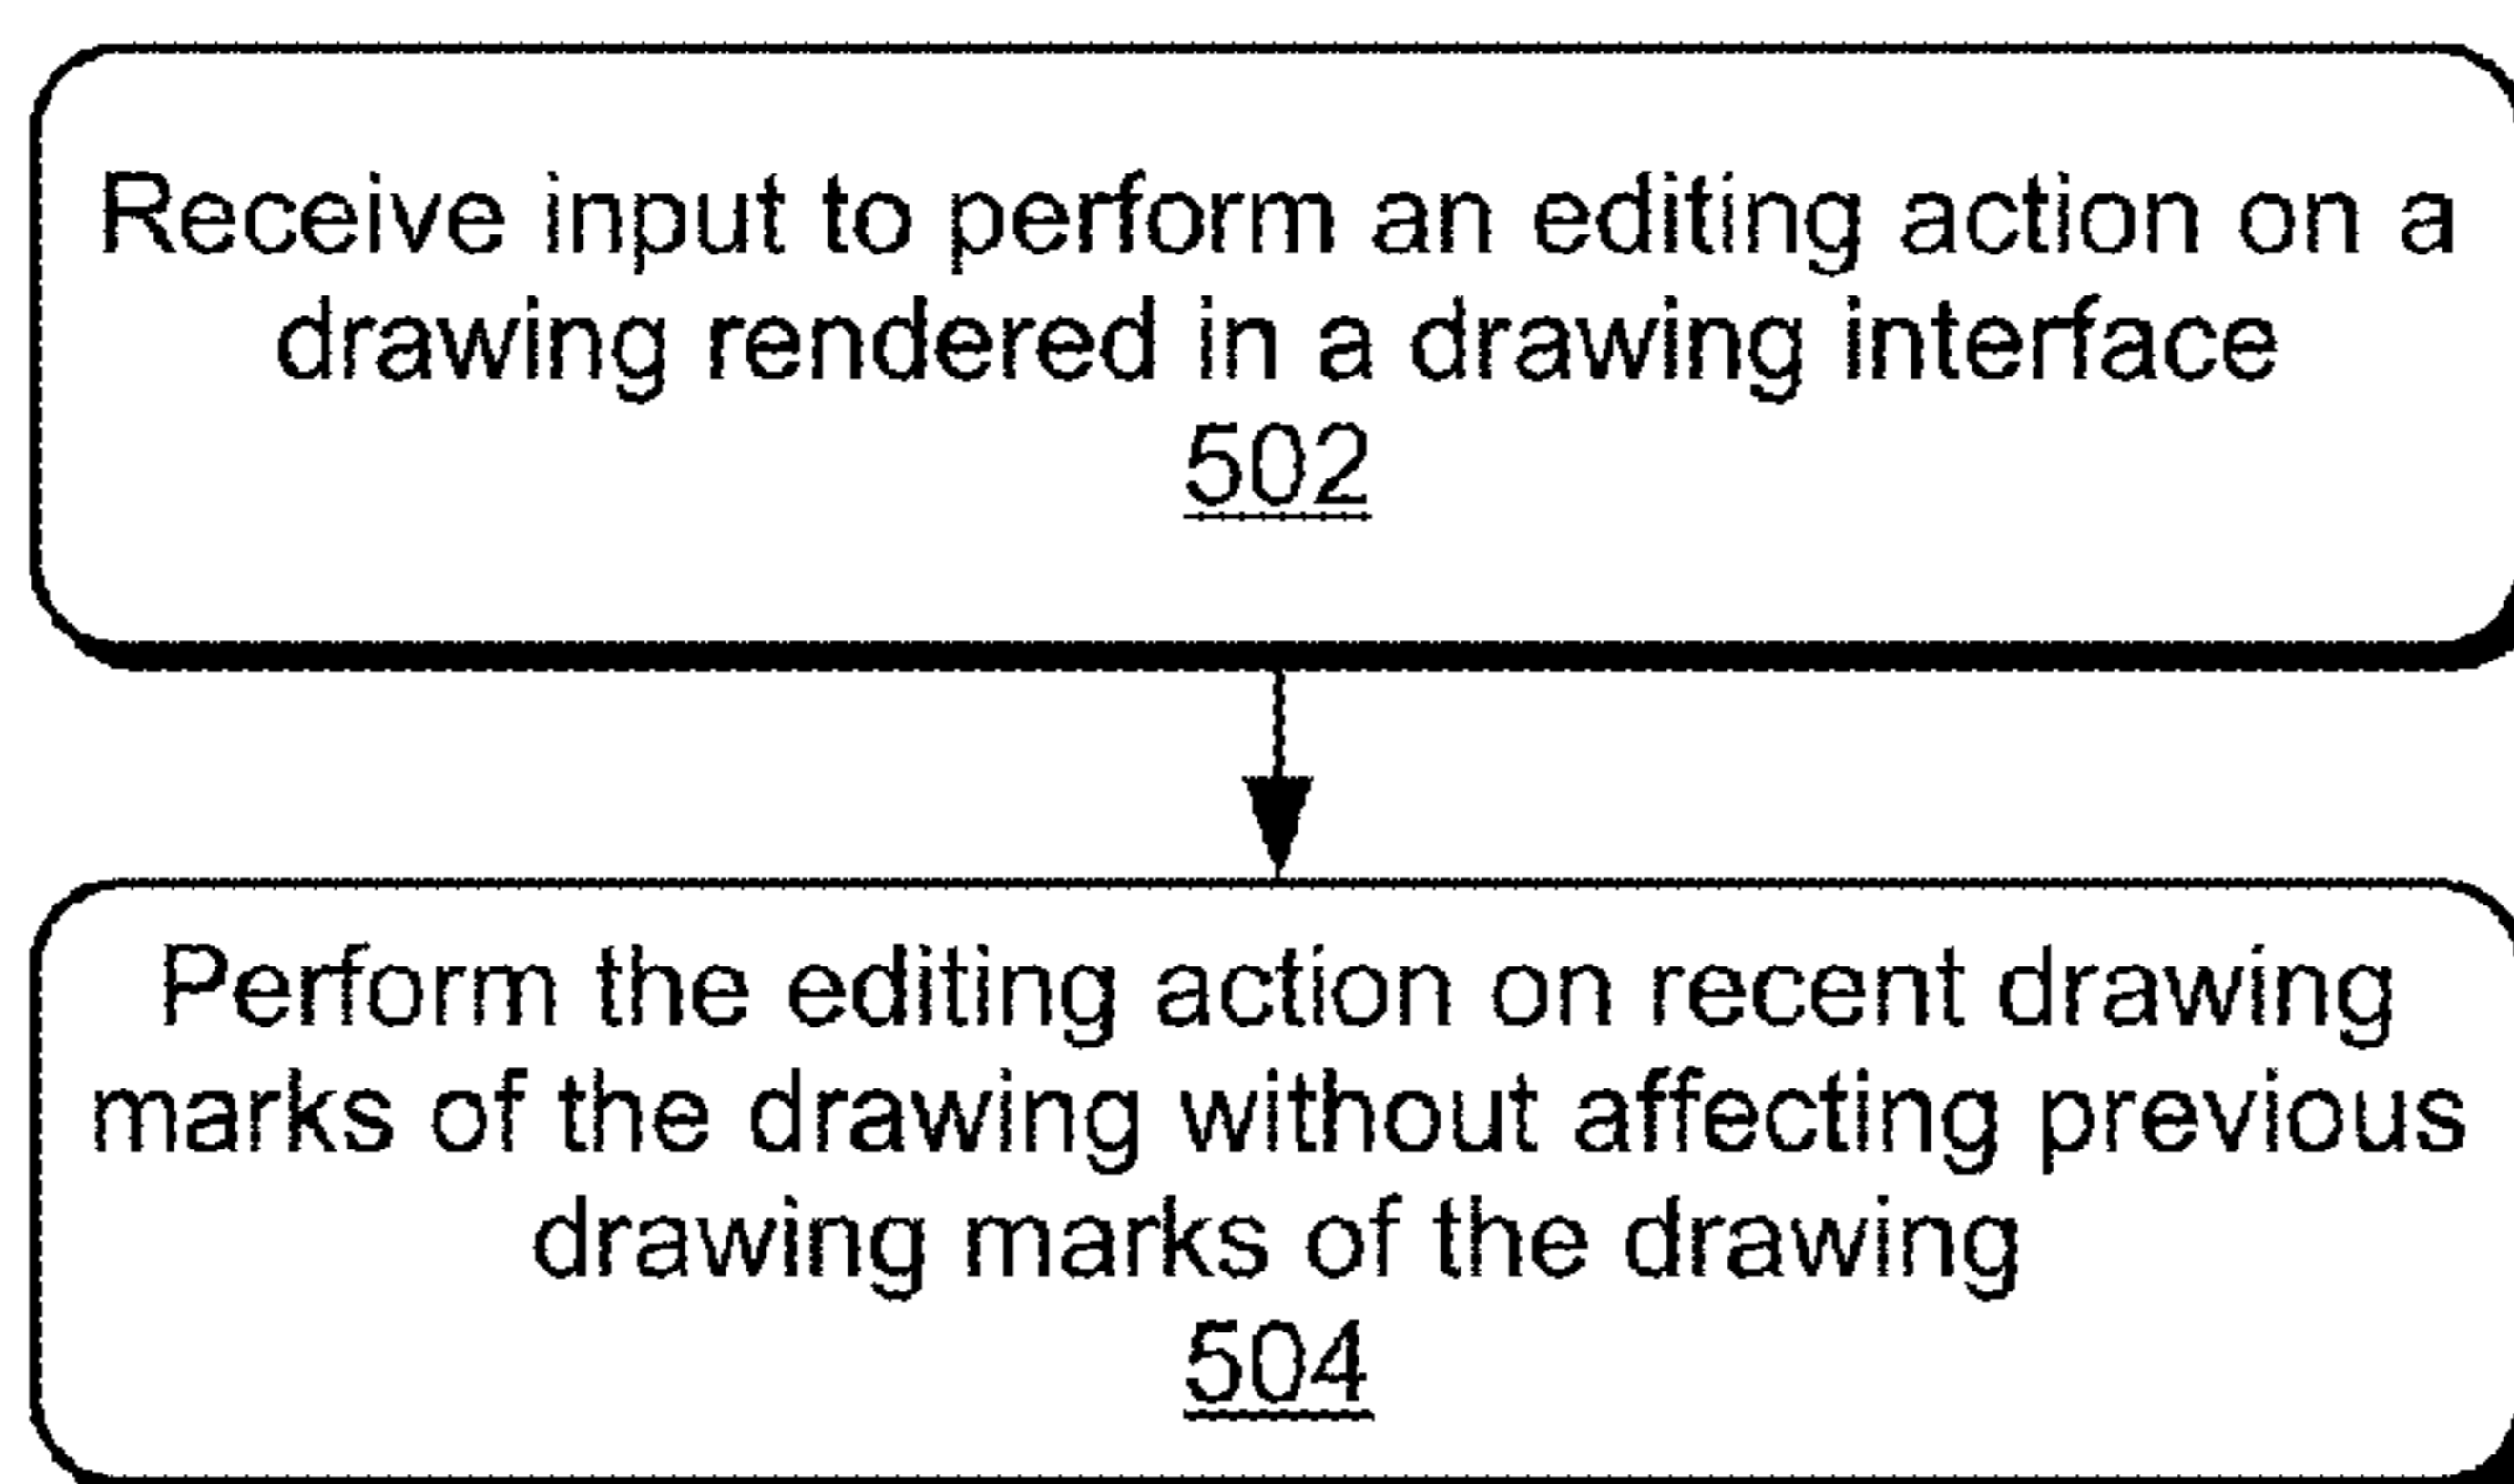 Receive input to perform an editing action on a
drawing rendered in a drawing interface
502
Perform the editing action on recent drawing
marks of the drawing without affecting previous
drawing marks of the drawing
504